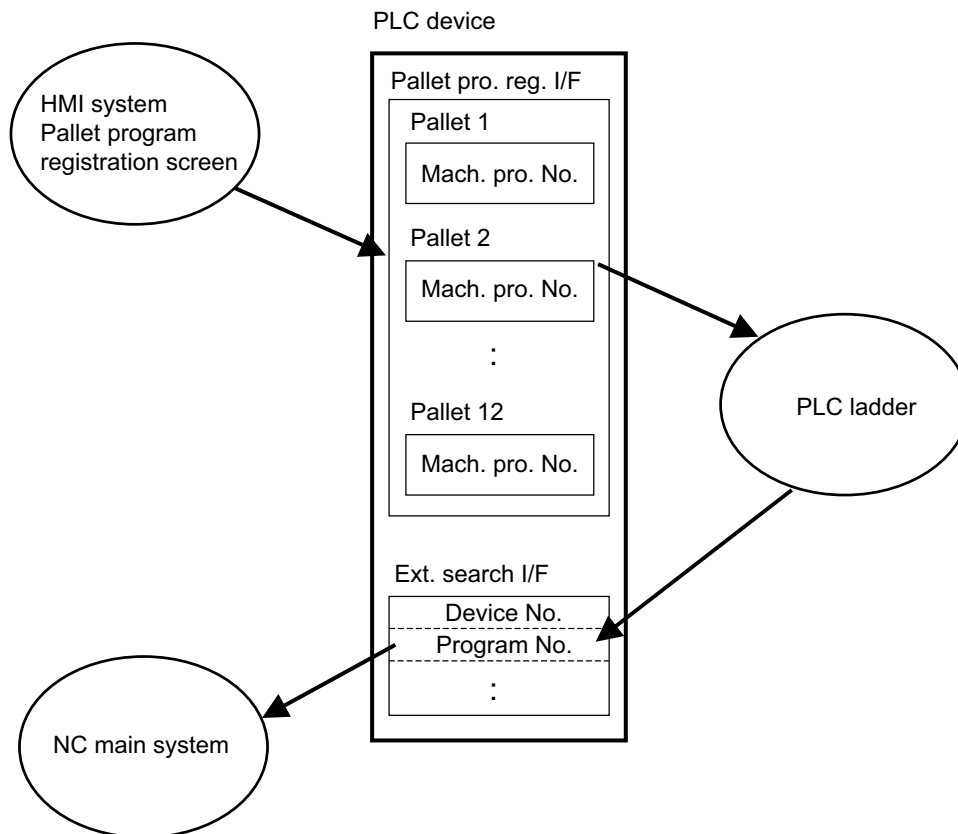 PLC device
HMI system
Pallet program
registration screen
Pallet pro. reg. I/F
Pallet 1
Mach. pro. No.
Pallet 2
Mach. pro. No.
:
Pallet 12
Mach. pro. No.
PLC ladder
Ext. search I/F
Device No.
Program No.
:
NC main system